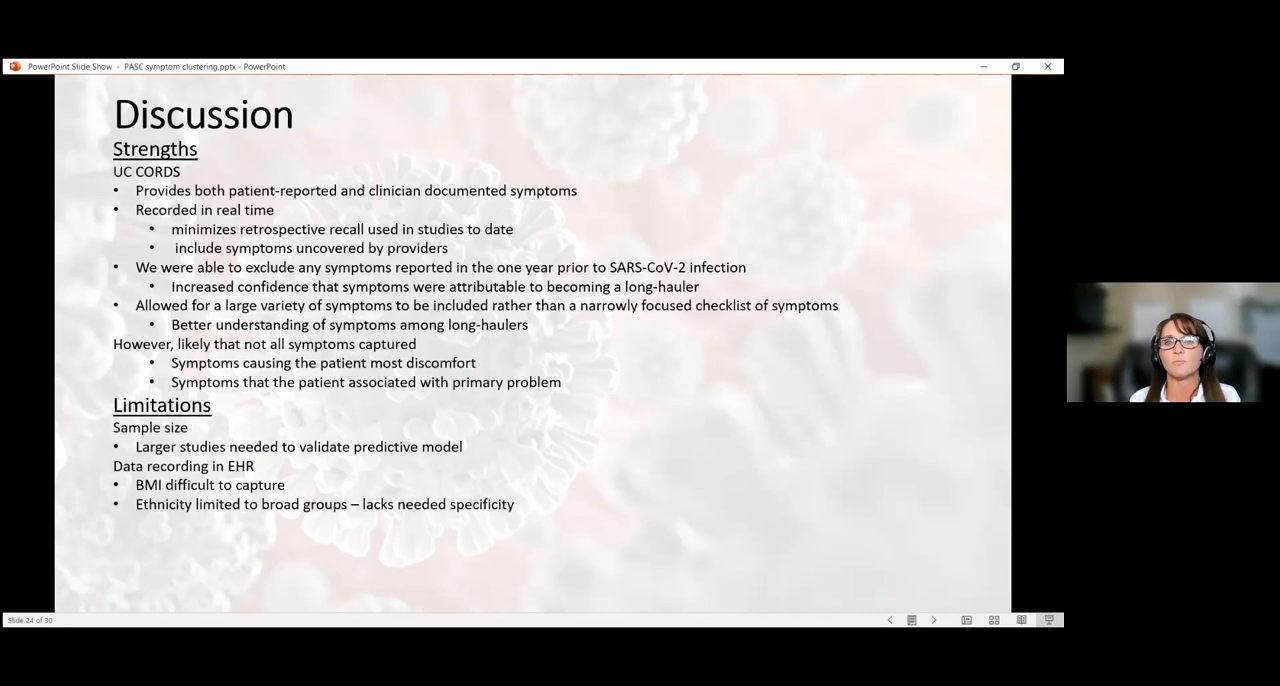 PowerPoint Slide Show - PASC symptom clustering.pptx - PowerPoint
Discussion
Strengths
UC CORDS
• Provides both patient-reported and clinician documented symptoms
• Recorded in real time
• minimizes retrospective recall used in studies to date
• include symptoms uncovered by providers
• We were able to exclude any symptoms reported in the one year prior to SARS-CoV-2 infection
• Increased confidence that symptoms were attributable to becoming a long-hauler
• Allowed for a large variety of symptoms to be included rather than a narrowly focused checklist of symptoms
• Better understanding of symptoms among long-haulers
However, likely that not all symptoms captured
• Symptoms causing the patient most discomfort
• Symptoms that the patient associated with primary problem
Limitations
Sample size
• Larger studies needed to validate predictive model
Data recording in EHR
• BMI difficult to capture
• Ethnicity limited to broad groups – lacks needed specificity
Slide 24 of 30